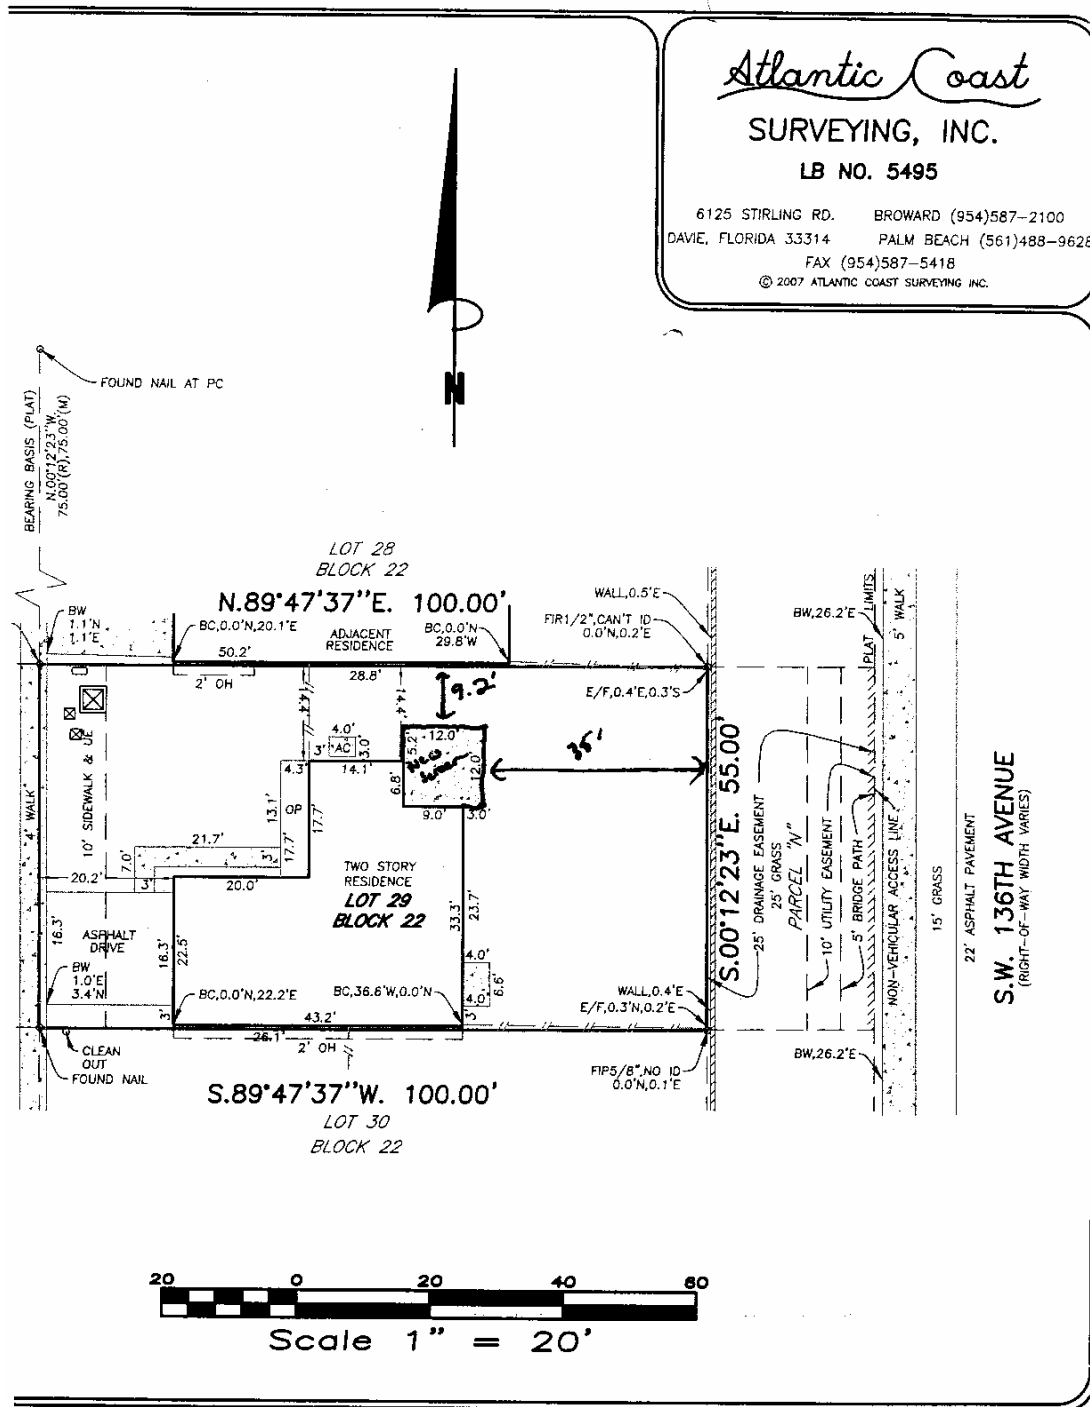 Atlantic Coast
SURVEYING, INC.
LB NO. 5495
6125 STIRLING RD. BROWARD (954)587-2100
DAVIE, FLORIDA 33314 PALM BEACH (561)488-9628
FAX (954)587-5418
© 2007 ATLANTIC COAST SURVEYING INC.
N
FOUND NAIL AT PC
BEARING BASIS (PLAT)
N.00°12'23"W.
75.00'(R),75.00'(M)
LOT 28
BLOCK 22
N.89°47'37"E. 100.00'
BW
1.1'N
1.1'E
BC,0.0'N,20.1'E
ADJACENT
RESIDENCE
BC,0.0'N
29.8'W
WALL,0.5'E
FIR1/2",CAN'T ID
0.0'N,0.2'E
E/F,0.4'E,0.3'S
BW,26.2'E
PLAT LIMITS
5' WALK
50.2'
2' OH
28.8'
14.4'
14.4'
9.2'
4.0'
AC
3.0'
3'
14.1'
4.3'
5.2'
12.0'
New
12.0'
6.8'
9.0'
3.0'
35'
4' WALK
10' SIDEWALK & UE
13.1'
OP
17.7'
17.7'
21.7'
3'
7.0'
3'
20.2'
20.0'
TWO STORY
RESIDENCE
LOT 29
BLOCK 22
33.3'
23.7'
16.3'
ASPHALT
DRIVE
16.3'
22.5'
BW
1.0'E
3.4'N
3'
BC,0.0'N,22.2'E
BC,36.6'W,0.0'N
4.0'
6.6'
4.0'
3'
43.2'
26.1'
2' OH
CLEAN
OUT
FOUND NAIL
S.00°12'23"E. 55.00'
WALL,0.4'E
E/F,0.3'N,0.2'E
FIP5/8",NO ID
0.0'N,0.1'E
25' DRAINAGE EASEMENT
25' GRASS
PARCEL "N"
10' UTILITY EASEMENT
5' BRIDGE PATH
NON-VEHICULAR ACCESS LINE
BW,26.2'E
15' GRASS
22' ASPHALT PAVEMENT
S.W. 136TH AVENUE
(RIGHT-OF-WAY WIDTH VARIES)
S.89°47'37"W. 100.00'
LOT 30
BLOCK 22
20 0 20 40 60
Scale 1" = 20'